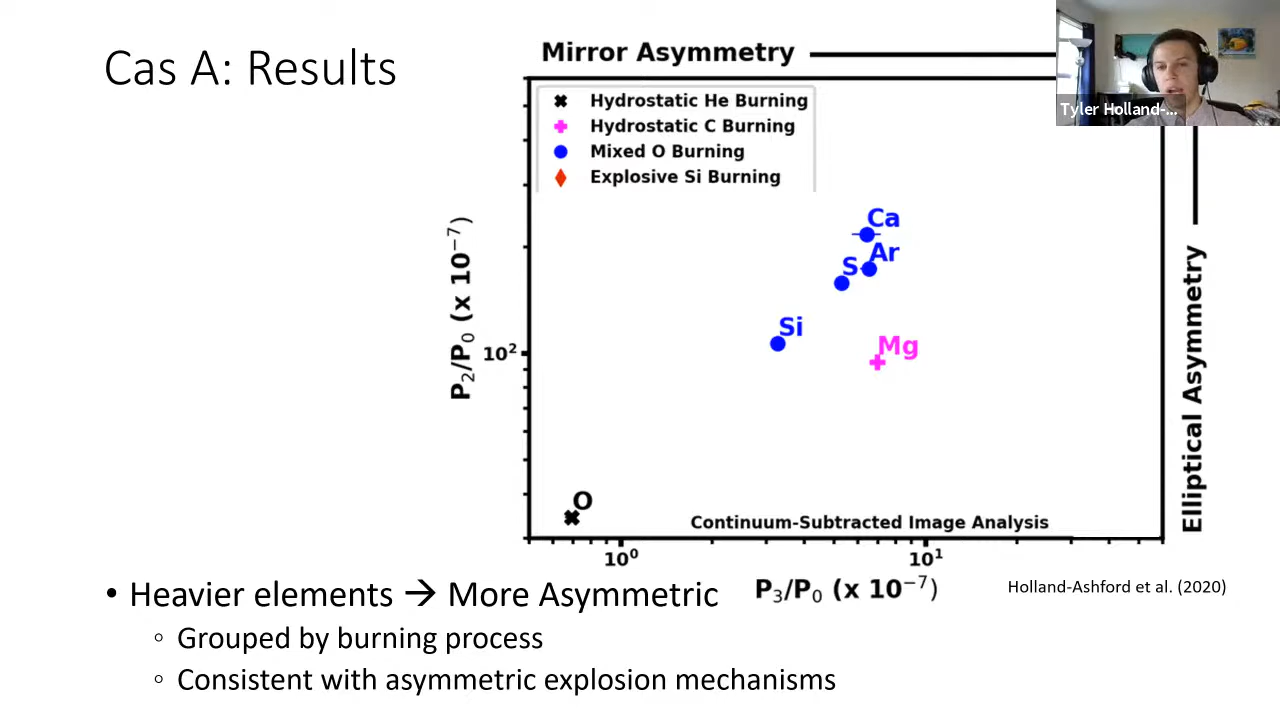 Cas A: Results
Mirror Asymmetry
Tyler Holland-...
Hydrostatic He Burning
Hydrostatic C Burning
Mixed O Burning
Explosive Si Burning
Ca
Ar
S
Si
Mg
O
P₂/P₀ (x 10⁻⁷)
10²
Elliptical Asymmetry
Continuum-Subtracted Image Analysis
10⁰ 10¹
P₃/P₀ (x 10⁻⁷)
Holland-Ashford et al. (2020)
• Heavier elements → More Asymmetric
◦ Grouped by burning process
◦ Consistent with asymmetric explosion mechanisms